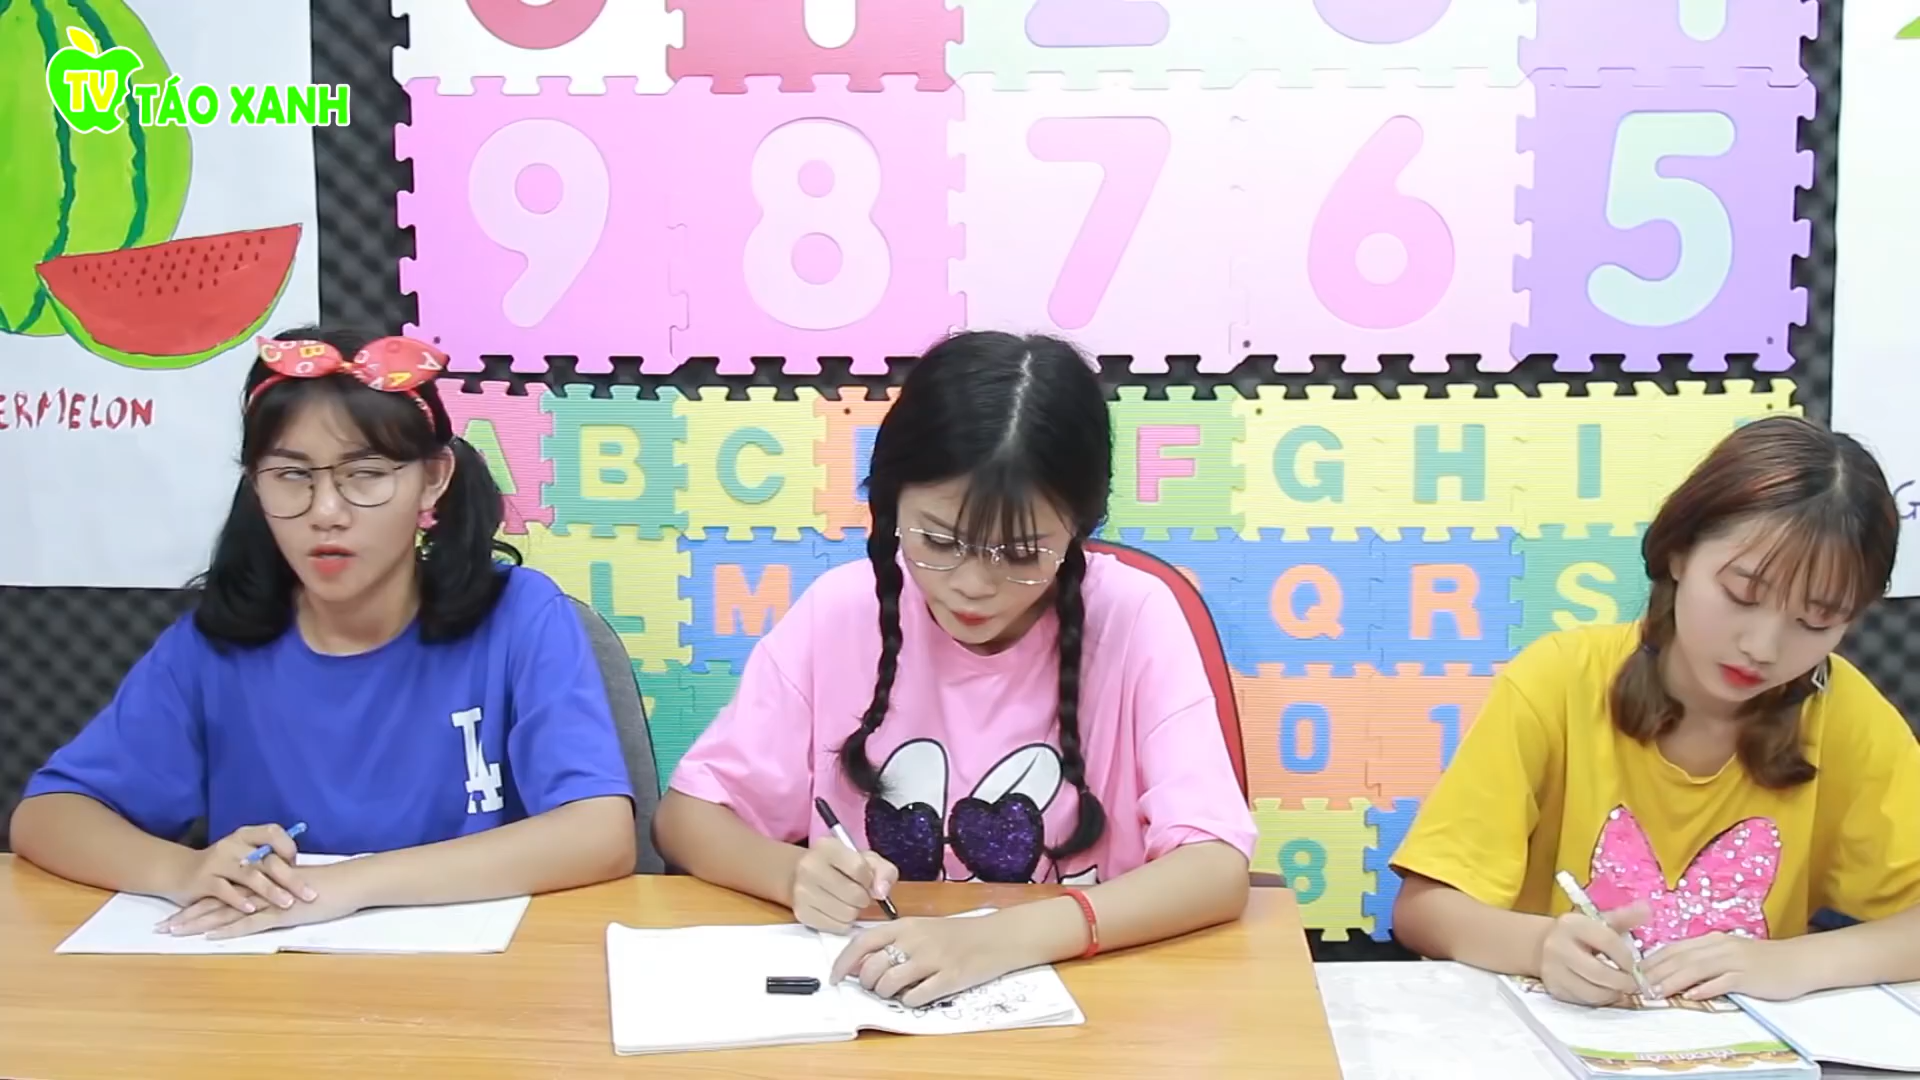 TV TÁO XANH
9 8 7 6 5
ERMELON
A B C F G H I
L M Q R S
0 1
8
LA